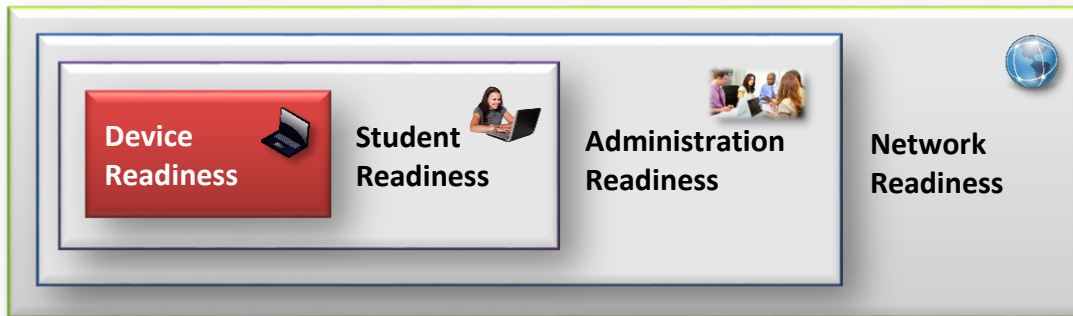 Device
Readiness
Student
Readiness
Administration
Readiness
Network
Readiness